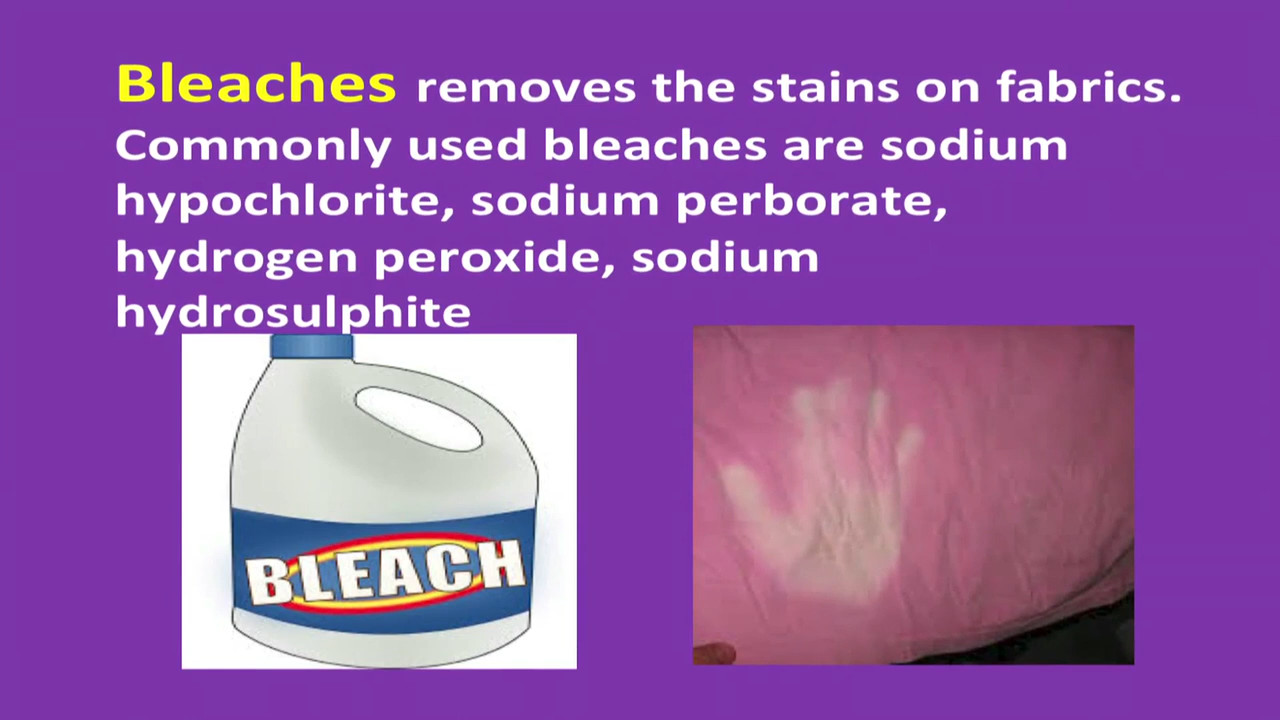 Bleaches removes the stains on fabrics.
Commonly used bleaches are sodium
hypochlorite, sodium perborate,
hydrogen peroxide, sodium
hydrosulphite
BLEACH